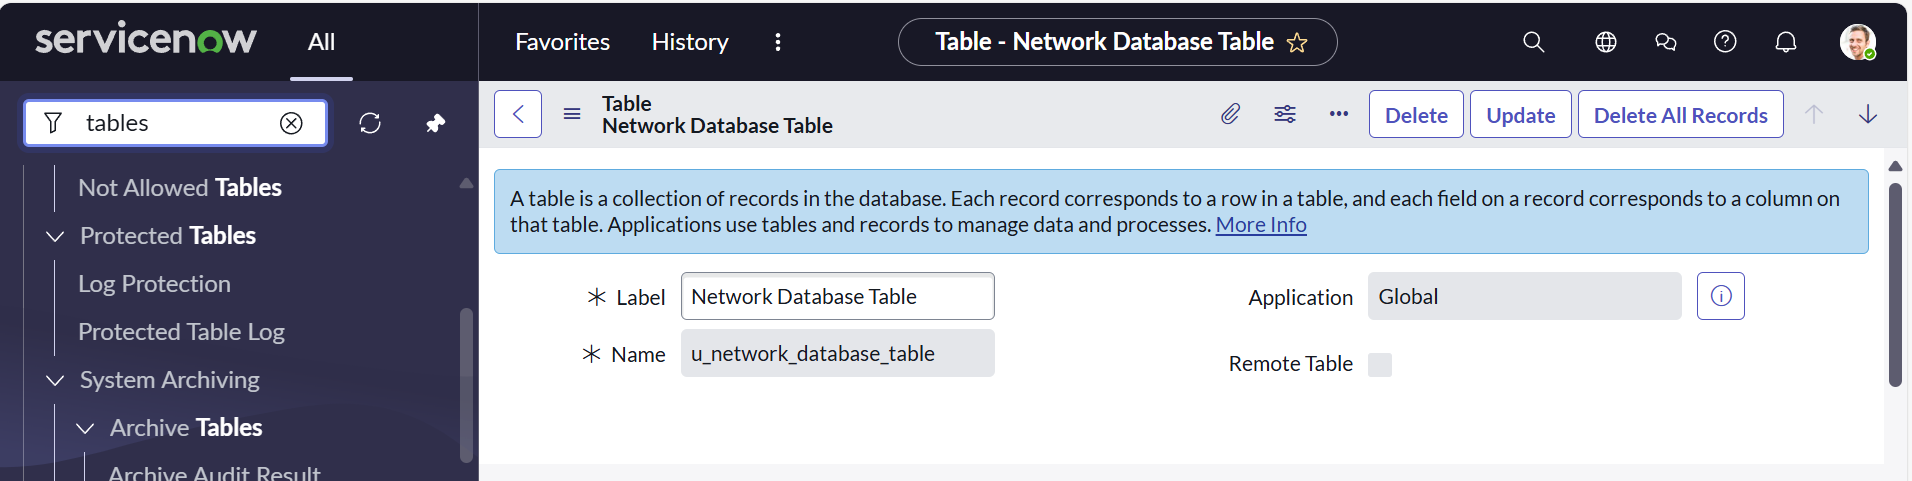 servicenow
All
Favorites
History
Table - Network Database Table
tables
Not Allowed Tables
Protected Tables
Log Protection
Protected Table Log
System Archiving
Archive Tables
Archive Audit Result
Table
Network Database Table
Delete
Update
Delete All Records
A table is a collection of records in the database. Each record corresponds to a row in a table, and each field on a record corresponds to a column on
that table. Applications use tables and records to manage data and processes. More Info
Label
Network Database Table
Name
u_network_database_table
Application
Global
Remote Table